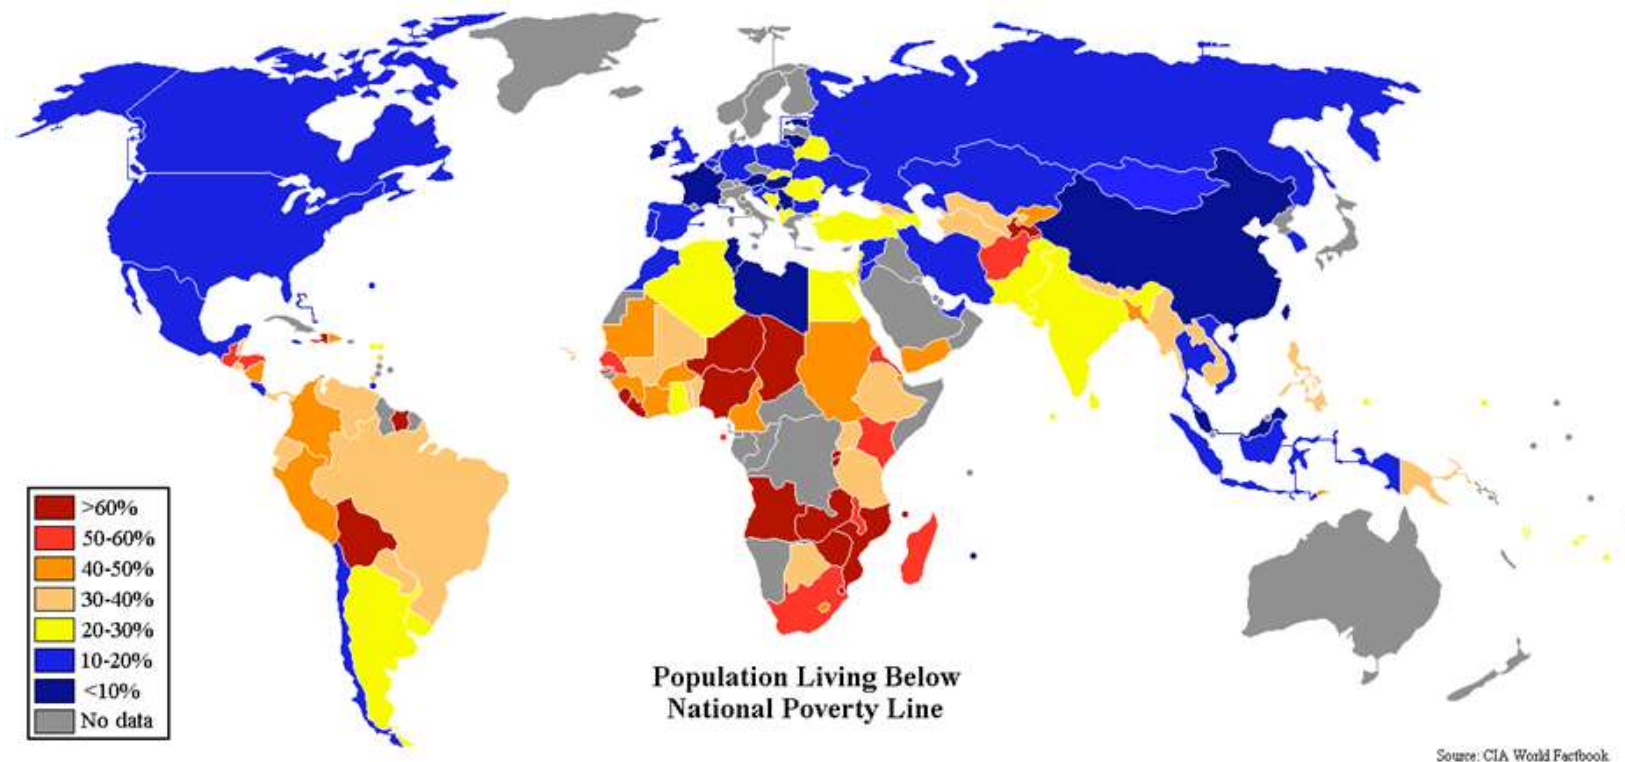 >60%
50-60%
40-50%
30-40%
20-30%
10-20%
<10%
No data
Population Living Below
National Poverty Line
Source: CIA World Factbook.